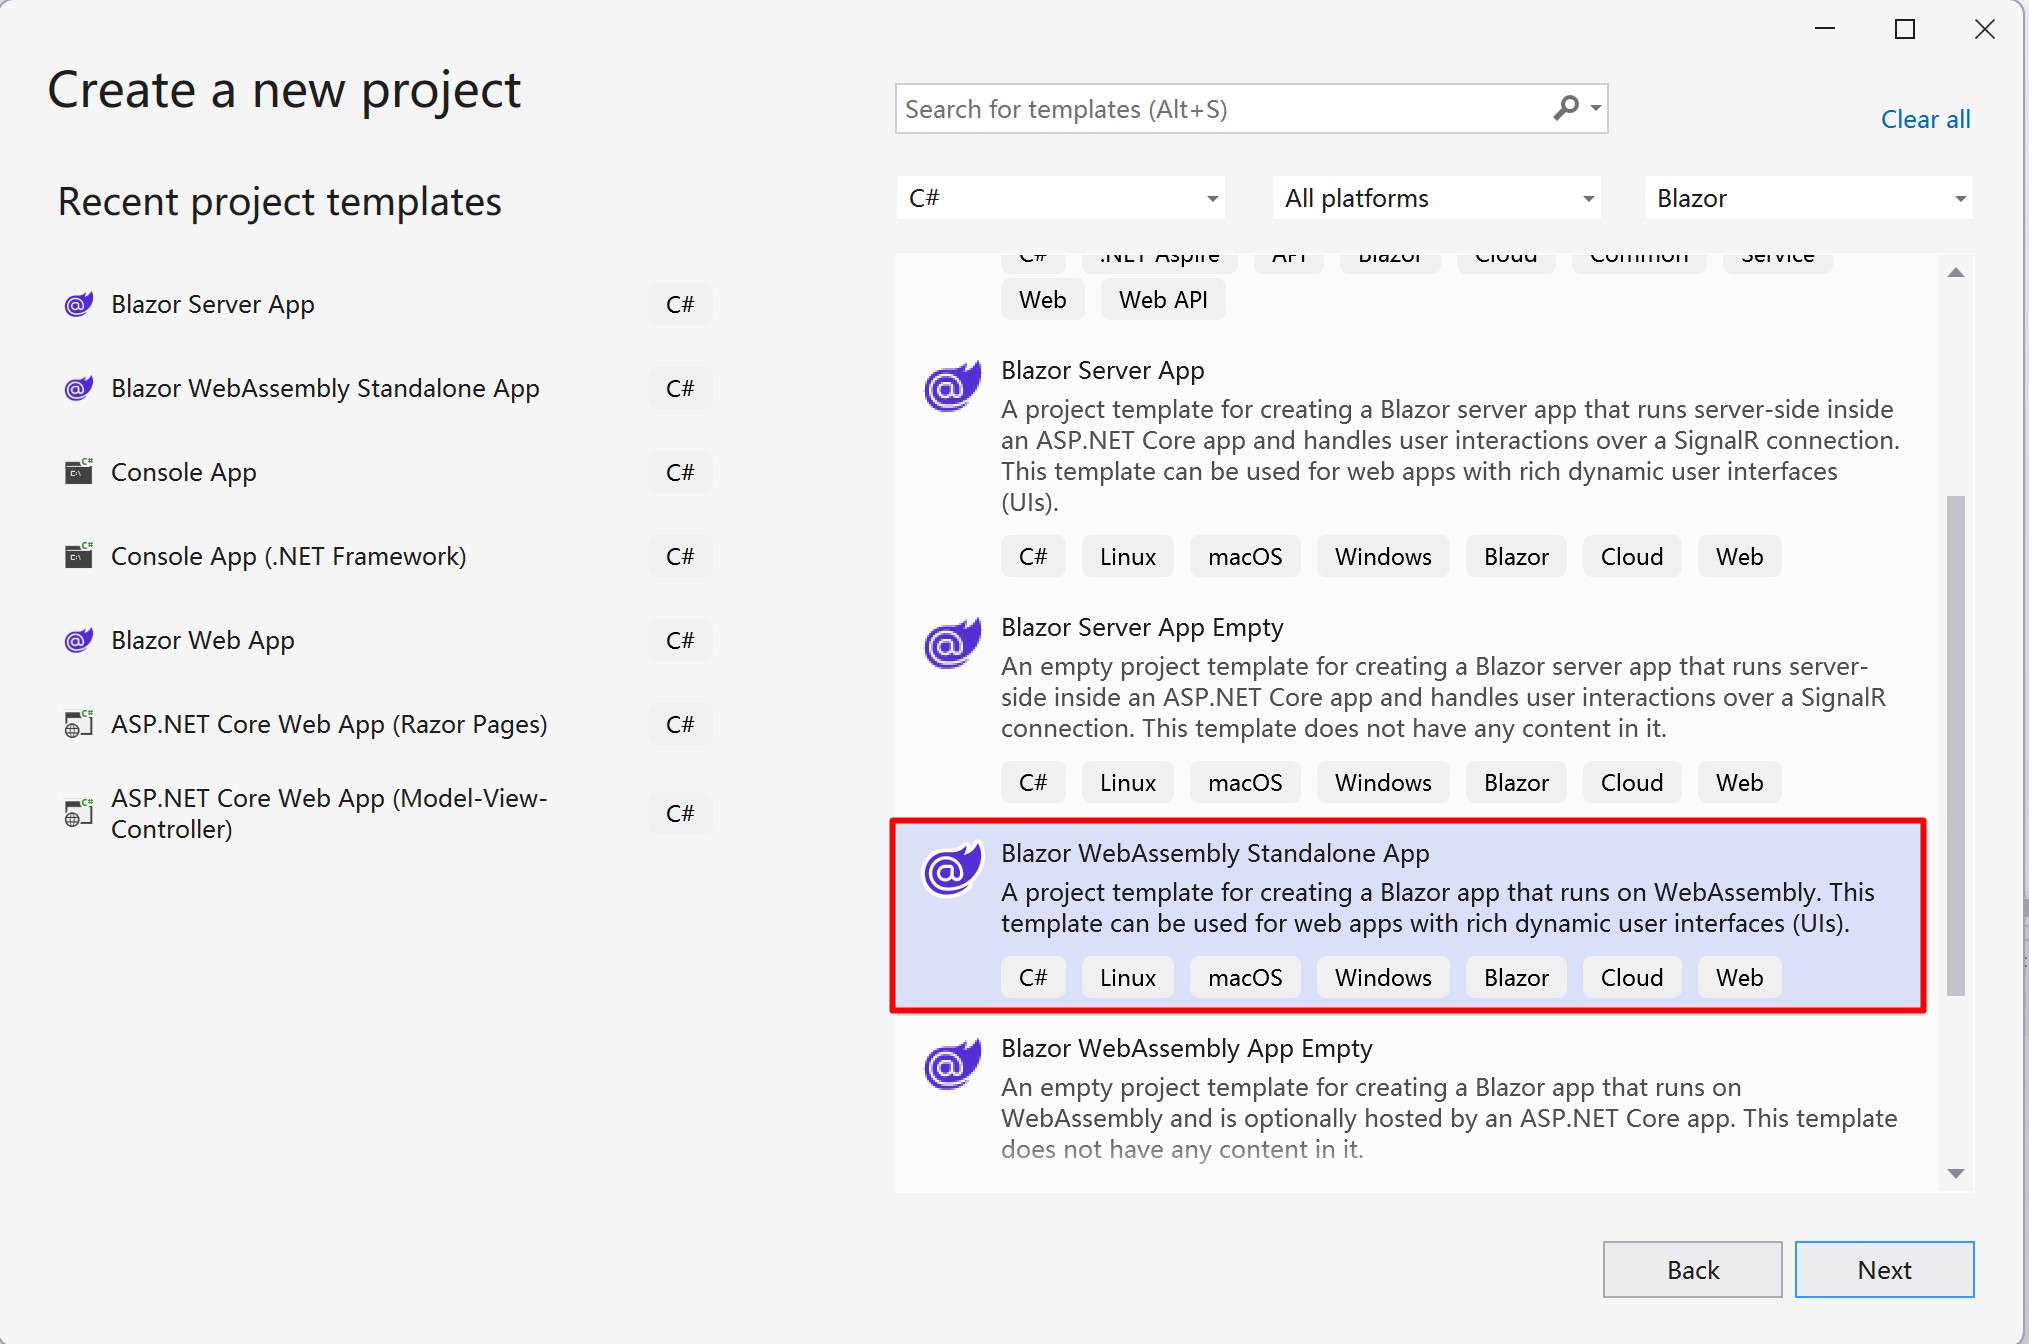 Create a new project
Search for templates (Alt+S)
Clear all
Recent project templates
C#
All platforms
Blazor
Blazor Server App
C#
Blazor WebAssembly Standalone App
C#
Console App
C#
Console App (.NET Framework)
C#
Blazor Web App
C#
ASP.NET Core Web App (Razor Pages)
C#
ASP.NET Core Web App (Model-View-
Controller)
C#
C# .NET Aspire API Blazor Cloud Common Service
Web Web API
Blazor Server App
A project template for creating a Blazor server app that runs server-side inside
an ASP.NET Core app and handles user interactions over a SignalR connection.
This template can be used for web apps with rich dynamic user interfaces
(UIs).
C# Linux macOS Windows Blazor Cloud Web
Blazor Server App Empty
An empty project template for creating a Blazor server app that runs server-
side inside an ASP.NET Core app and handles user interactions over a SignalR
connection. This template does not have any content in it.
C# Linux macOS Windows Blazor Cloud Web
Blazor WebAssembly Standalone App
A project template for creating a Blazor app that runs on WebAssembly. This
template can be used for web apps with rich dynamic user interfaces (UIs).
C# Linux macOS Windows Blazor Cloud Web
Blazor WebAssembly App Empty
An empty project template for creating a Blazor app that runs on
WebAssembly and is optionally hosted by an ASP.NET Core app. This template
does not have any content in it.
Back
Next